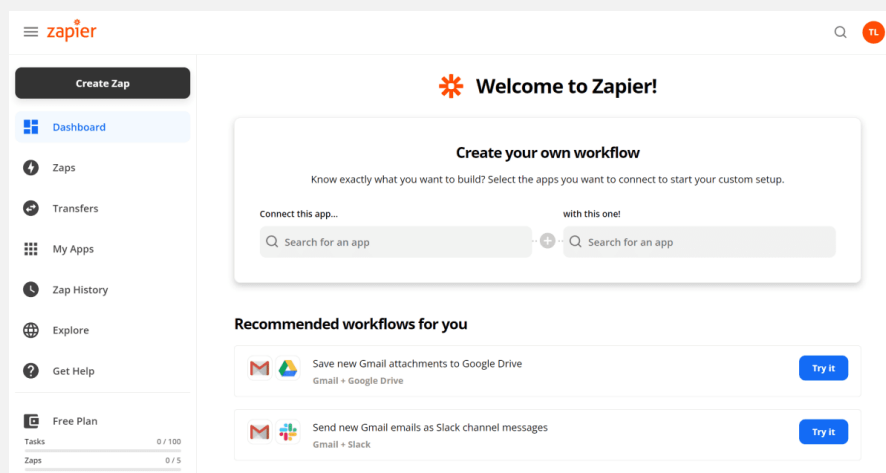 zapier
TL
Create Zap
Dashboard
Zaps
Transfers
My Apps
Zap History
Explore
Get Help
Free Plan
Tasks 0 / 100
Zaps 0 / 5
Welcome to Zapier!
Create your own workflow
Know exactly what you want to build? Select the apps you want to connect to start your custom setup.
Connect this app... with this one!
Search for an app Search for an app
Recommended workflows for you
Save new Gmail attachments to Google Drive
Gmail + Google Drive
Try it
Send new Gmail emails as Slack channel messages
Gmail + Slack
Try it